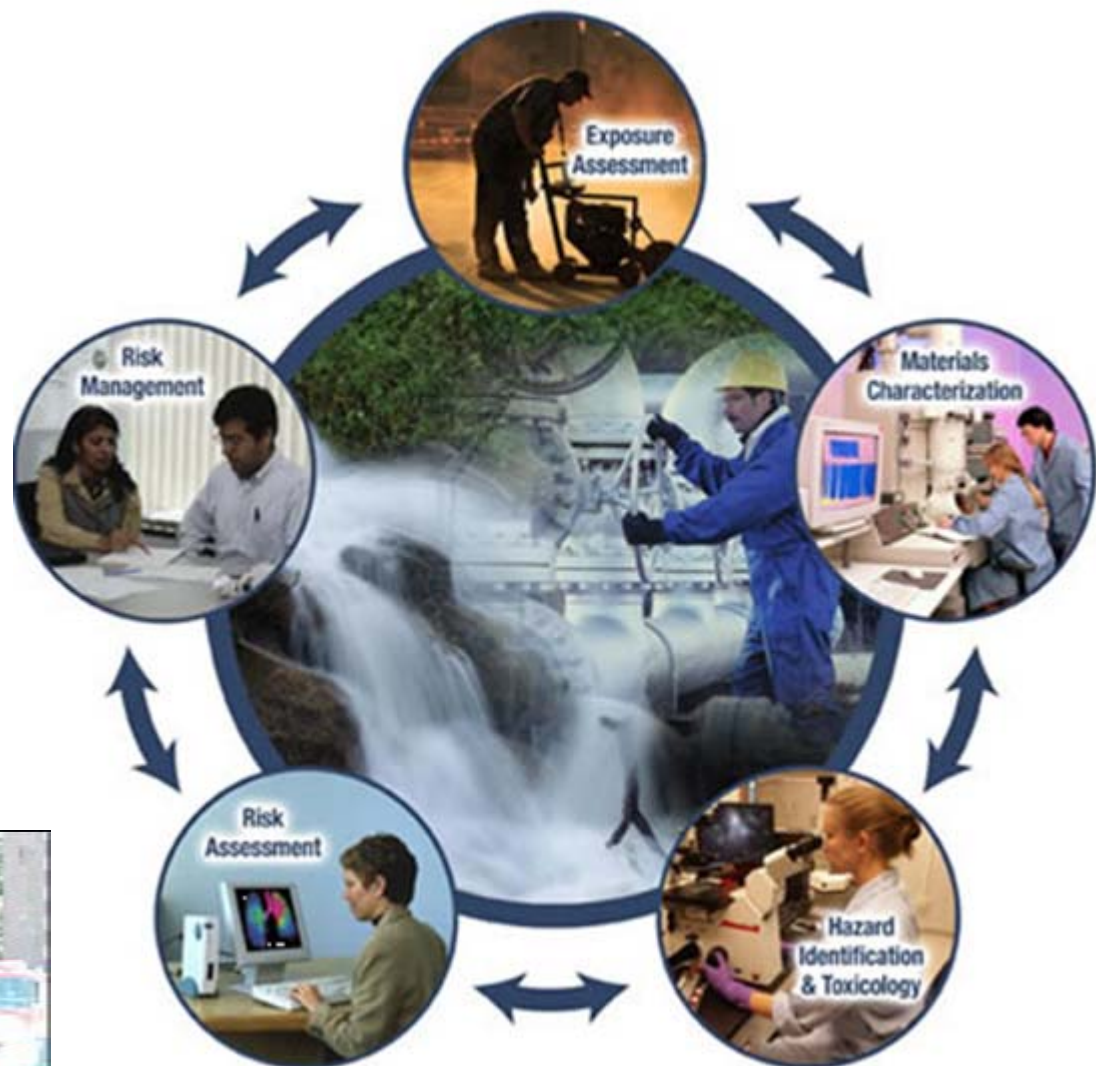 Exposure
Assessment
Materials
Characterization
Hazard
Identification
& Toxicology
Risk
Assessment
Risk
Management